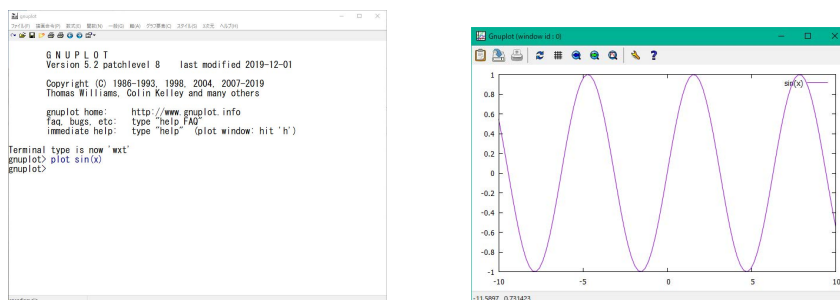 gnuplot
G N U P L O T
Version 5.2 patchlevel 8    last modified 2019-12-01
Copyright (C) 1986-1993, 1998, 2004, 2007-2019
Thomas Williams, Colin Kelley and many others
gnuplot home:     http://www.gnuplot.info
faq, bugs, etc:   type "help FAQ"
immediate help:   type "help"  (plot window: hit 'h')
Terminal type is now 'wxt'
gnuplot> plot sin(x)
gnuplot>
Gnuplot (window id : 0)
sin(x)
1
0.8
0.6
0.4
0.2
0
-0.2
-0.4
-0.6
-0.8
-1
-10 -5 0 5 10
-11.5897, 0.731423